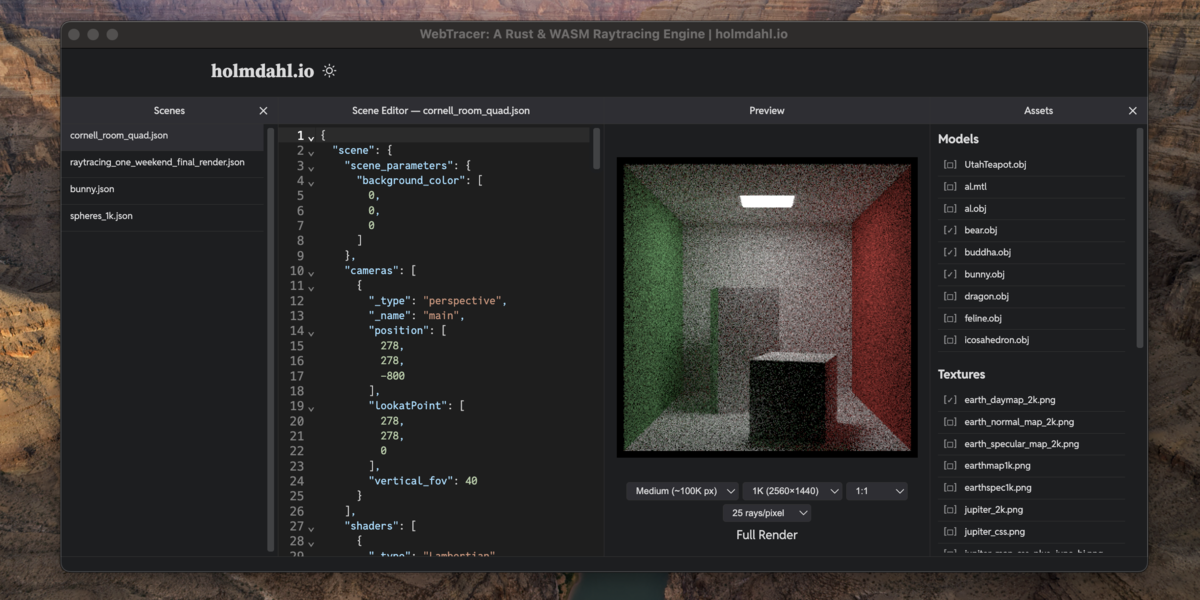 WebTracer: A Rust & WASM Raytracing Engine | holmdahl.io
holmdahl.io
Scenes
cornell_room_quad.json
raytracing_one_weekend_final_render.json
bunny.json
spheres_1k.json
Scene Editor — cornell_room_quad.json
1 {
2 "scene": {
3 "scene_parameters": {
4 "background_color": [
5 0,
6 0,
7 0
8 ]
9 },
10 "cameras": [
11 {
12 "_type": "perspective",
13 "_name": "main",
14 "position": [
15 278,
16 278,
17 -800
18 ],
19 "lookatPoint": [
20 278,
21 278,
22 0
23 ],
24 "vertical_fov": 40
25 }
26 ],
27 "shaders": [
28 {
29 "_type": "Lambertian"
Preview
Medium (~100K px)
1K (2560×1440)
1:1
25 rays/pixel
Full Render
Assets
Models
UtahTeapot.obj
al.mtl
al.obj
bear.obj
buddha.obj
bunny.obj
dragon.obj
feline.obj
icosahedron.obj
Textures
earth_daymap_2k.png
earth_normal_map_2k.png
earth_specular_map_2k.png
earthmap1k.png
earthspec1k.png
jupiter_2k.png
jupiter_css.png